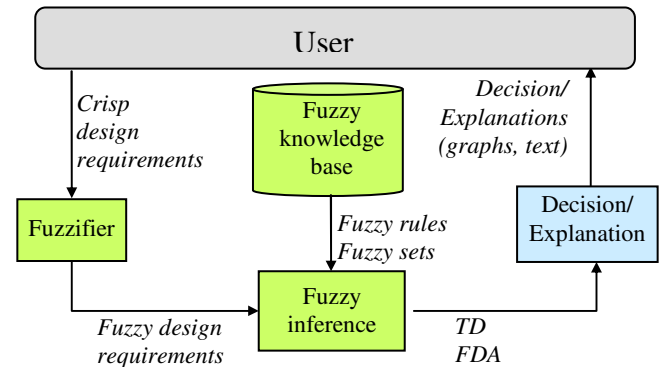 User
Crisp
design
requirements
Fuzzy
knowledge
base
Decision/
Explanations
(graphs, text)
Fuzzifier
Fuzzy rules
Fuzzy sets
Decision/
Explanation
Fuzzy design
requirements
Fuzzy
inference
TD
FDA